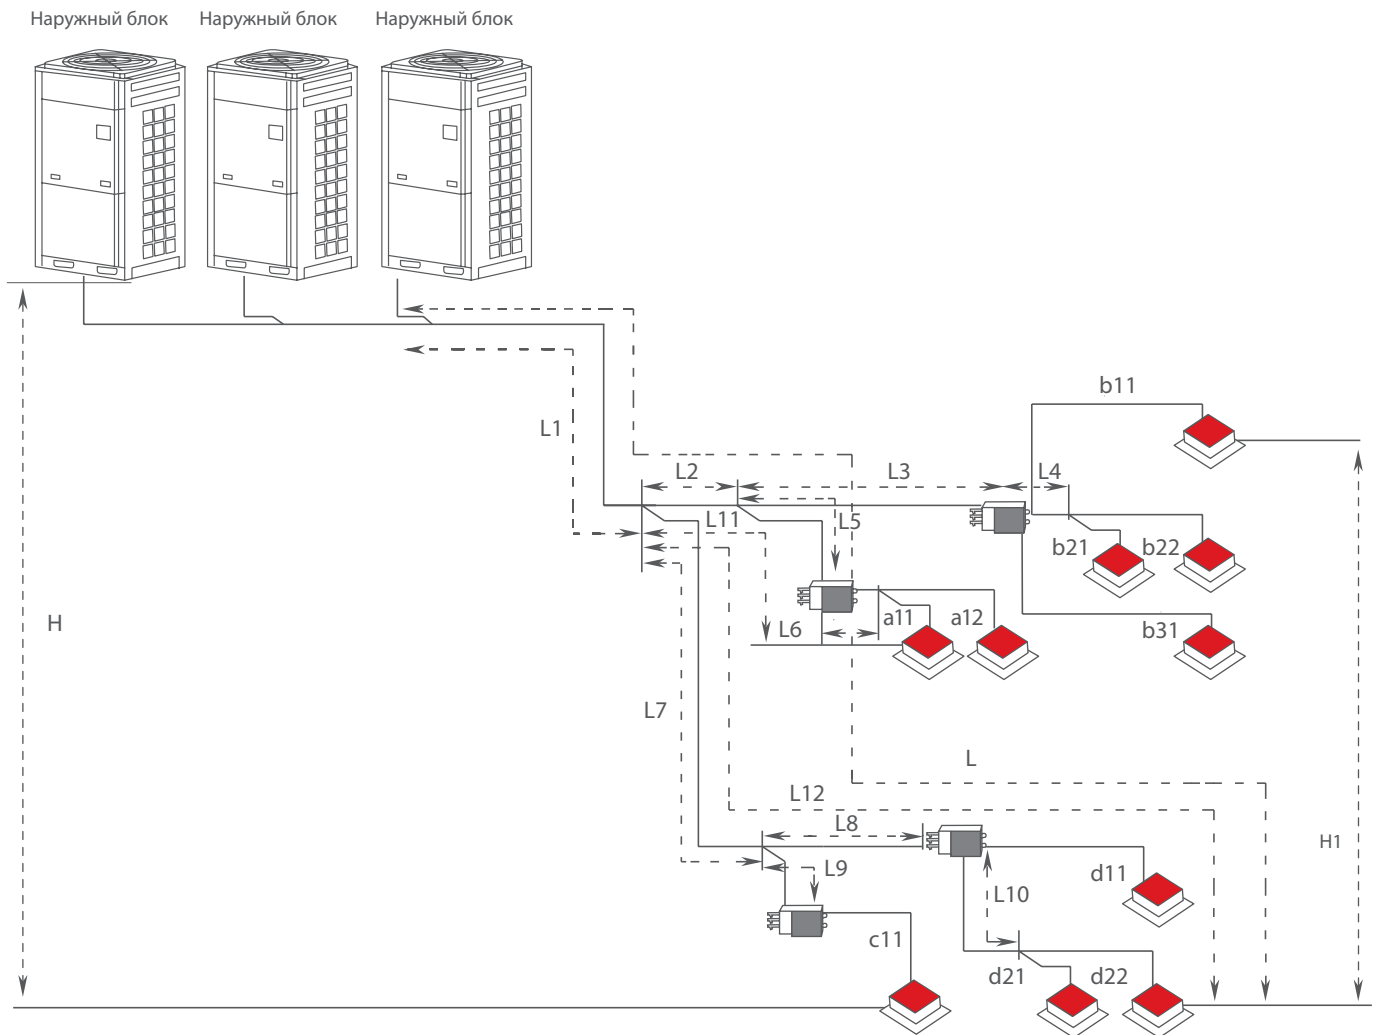 Наружный блок
Наружный блок
Наружный блок
b11
L1
L2
L3
L4
L11
L5
b21
b22
H
L6
a11
a12
b31
L7
L
L12
L8
H1
L9
d11
L10
c11
d21
d22